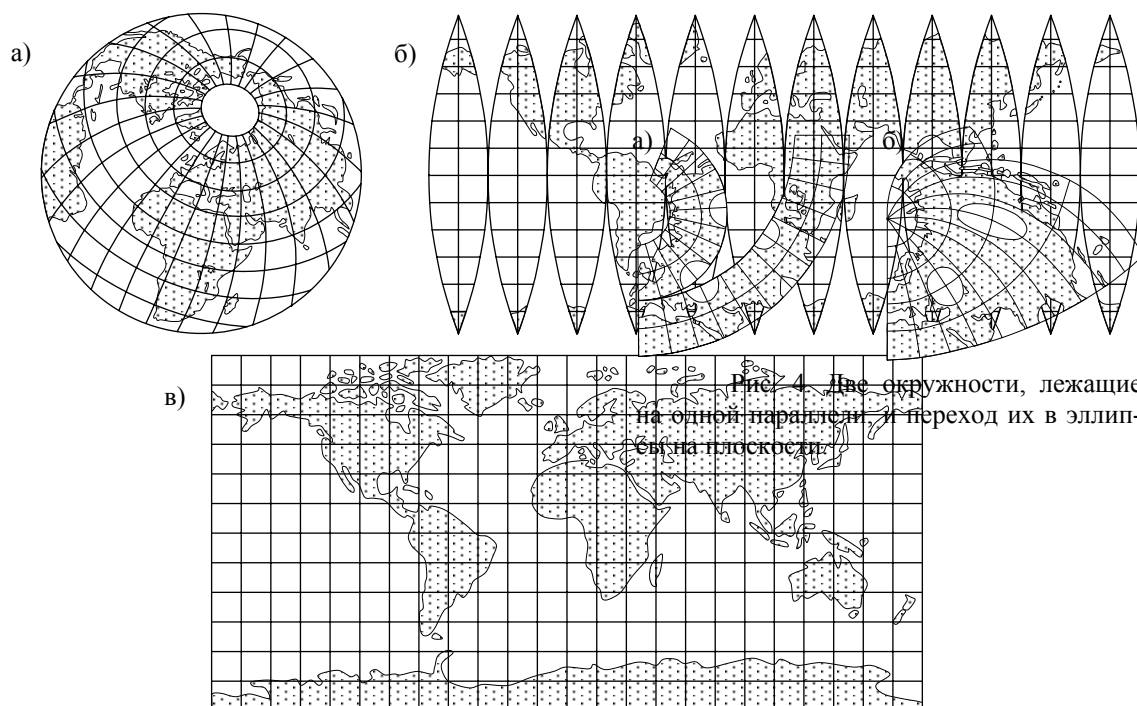 а)
б)
а)
б)
в)
Рис. 4. Две окружности, лежащие
на одной параллели, и переход их в эллип-
сы на плоскости.